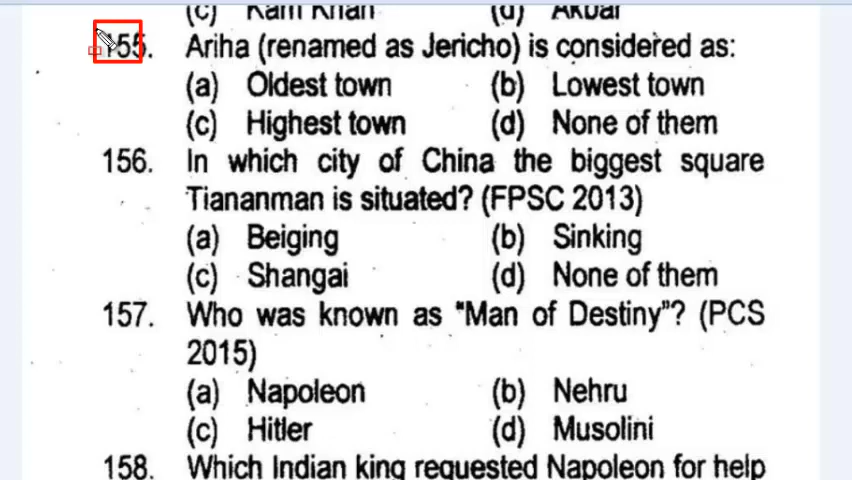 (c) Ram Khan (d) Akbar
155. Ariha (renamed as Jericho) is considered as:
(a) Oldest town (b) Lowest town
(c) Highest town (d) None of them
156. In which city of China the biggest square
Tiananman is situated? (FPSC 2013)
(a) Beiging (b) Sinking
(c) Shangai (d) None of them
157. Who was known as "Man of Destiny"? (PCS
2015)
(a) Napoleon (b) Nehru
(c) Hitler (d) Musolini
158. Which Indian king requested Napoleon for help